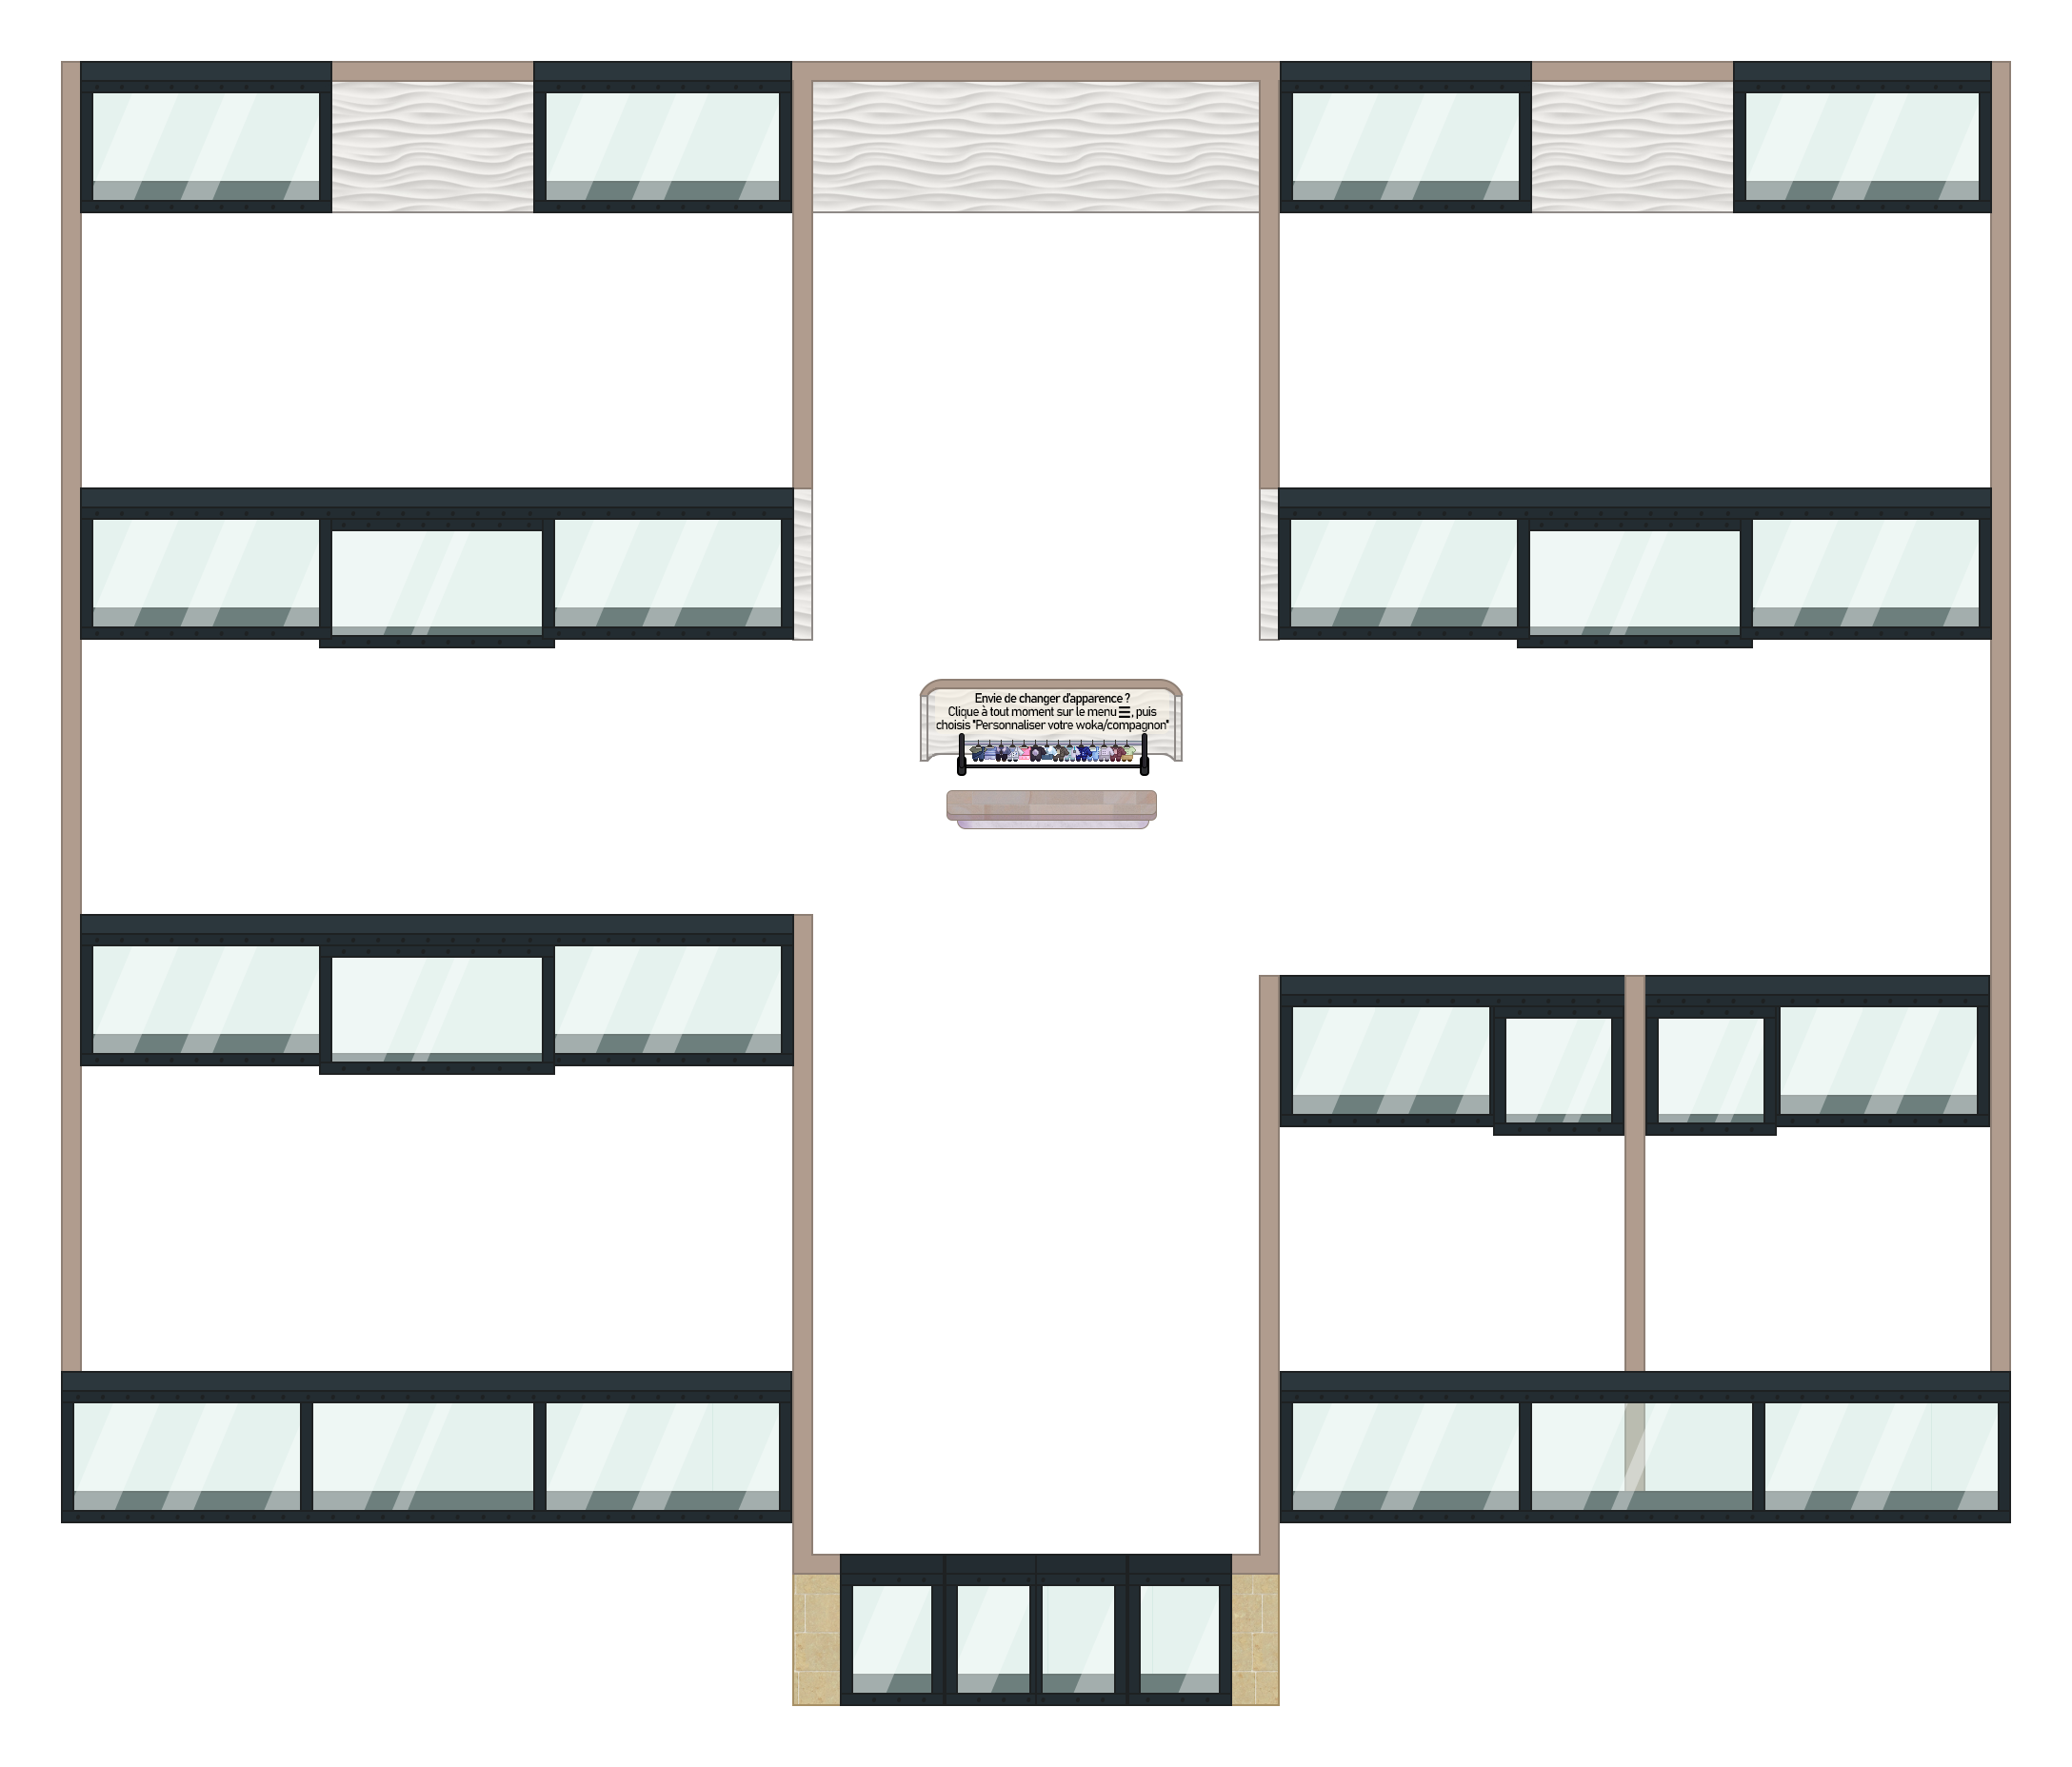 Envie de changer d'apparence ?
Clique à tout moment sur le menu ☰, puis
choisis "Personnaliser votre woka/compagnon"